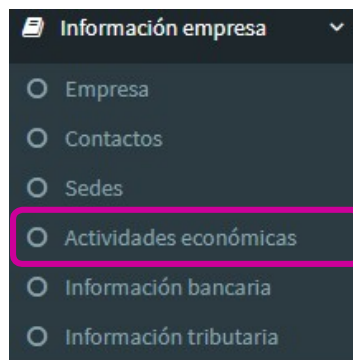 Información empresa
Empresa
Contactos
Sedes
Actividades económicas
Información bancaria
Información tributaria